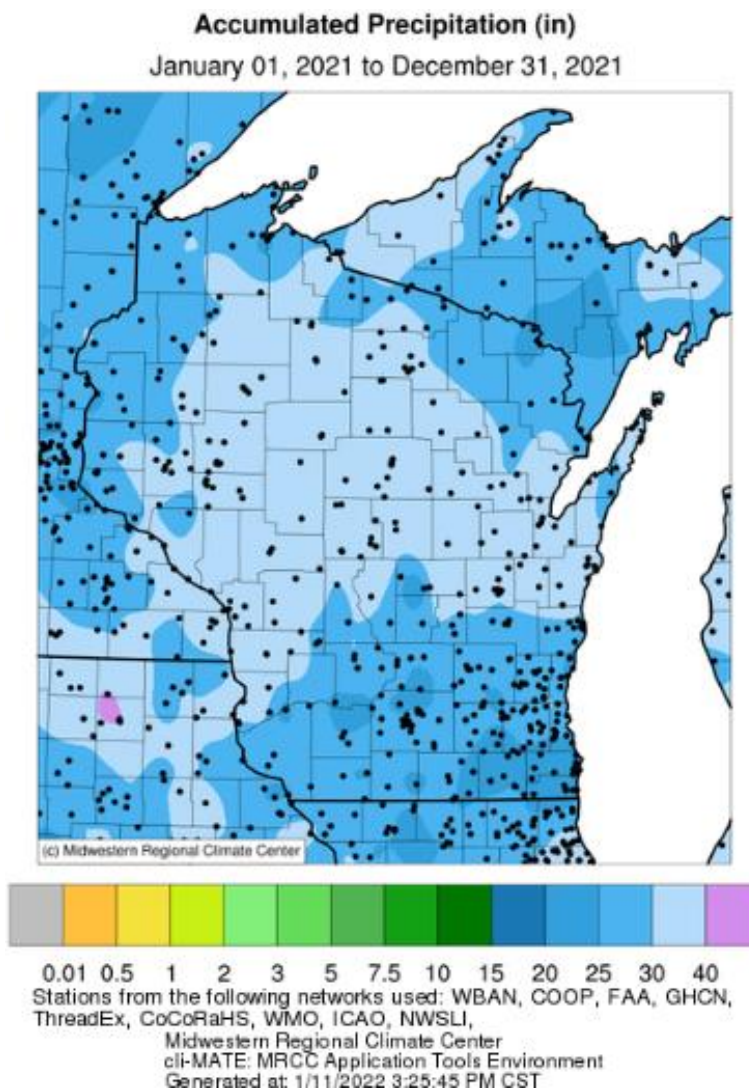 Accumulated Precipitation (in)
January 01, 2021 to December 31, 2021
(c) Midwestern Regional Climate Center
0.01 0.5 1 2 3 5 7.5 10 15 20 25 30 40
Stations from the following networks used: WBAN, COOP, FAA, GHCN,
ThreadEx, CoCoRaHS, WMO, ICAO, NWSLI,
Midwestern Regional Climate Center
cli-MATE: MRCC Application Tools Environment
Generated at: 1/11/2022 3:25:45 PM CST